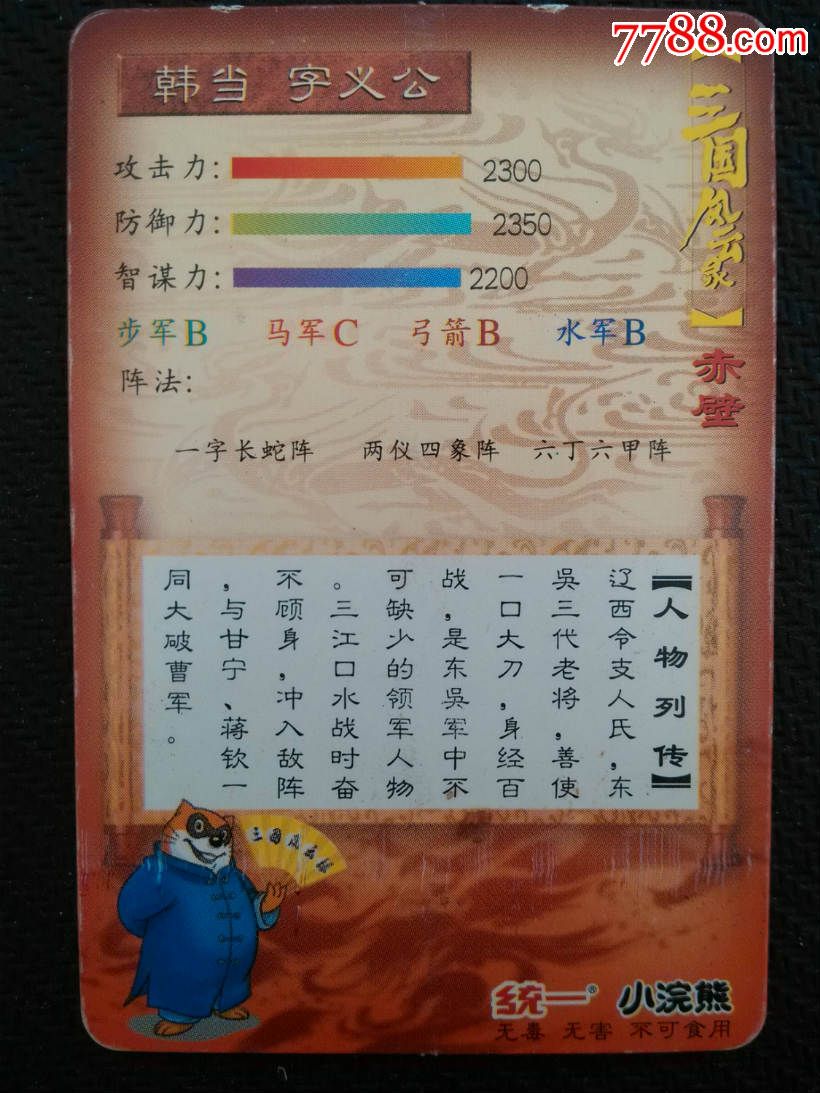 7788.com
韩当 字义公
【三国风云录】赤壁
攻击力: 2300
防御力: 2350
智谋力: 2200
步军B 马军C 弓箭B 水军B
阵法:
一字长蛇阵 两仪四象阵 六丁六甲阵
【人物列传】
辽西令支人氏,东
吴三代老将,善使
一口大刀,身经百
战,是东吴军中不
可缺少的领军人物
。三江口水战时奋
不顾身,冲入敌阵
,与甘宁、蒋钦一
同大破曹军。
三国风云录
统一® 小浣熊
无毒 无害 不可食用